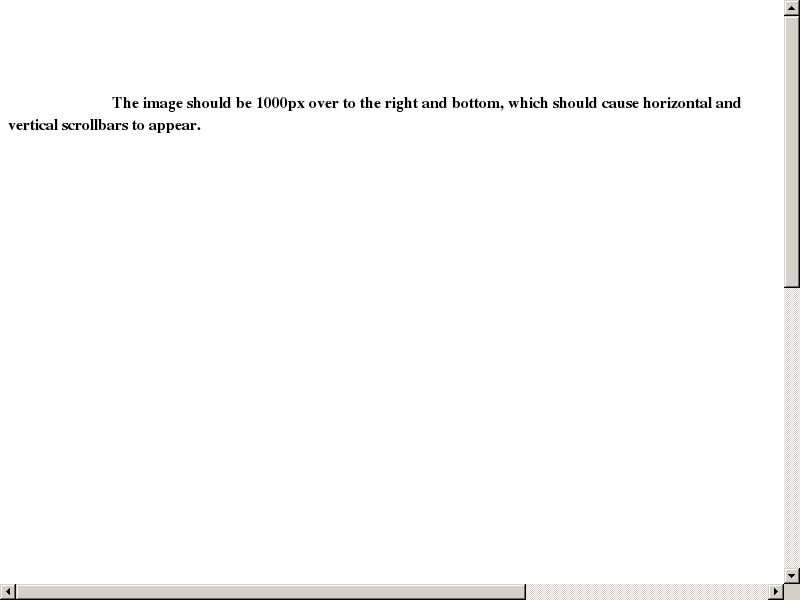 The image should be 1000px over to the right and bottom, which should cause horizontal and
vertical scrollbars to appear.